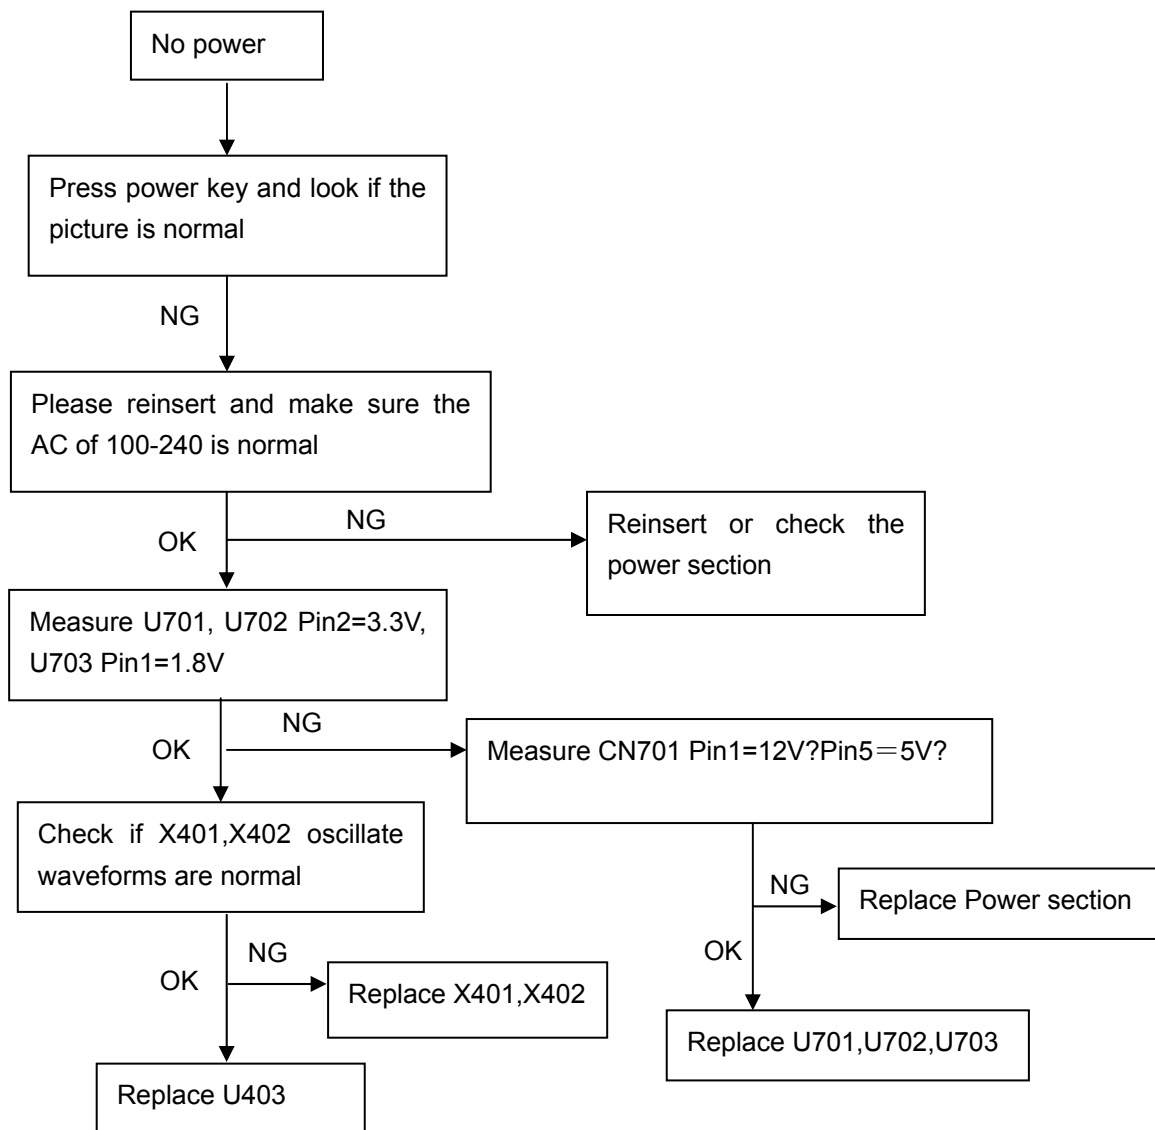 No power
Press power key and look if the
picture is normal
NG
Please reinsert and make sure the
AC of 100-240 is normal
NG
OK
Reinsert or check the
power section
Measure U701, U702 Pin2=3.3V,
U703 Pin1=1.8V
NG
OK
Measure CN701 Pin1=12V?Pin5＝5V?
Check if X401,X402 oscillate
waveforms are normal
NG
Replace Power section
OK
NG
OK
Replace X401,X402
Replace U701,U702,U703
Replace U403